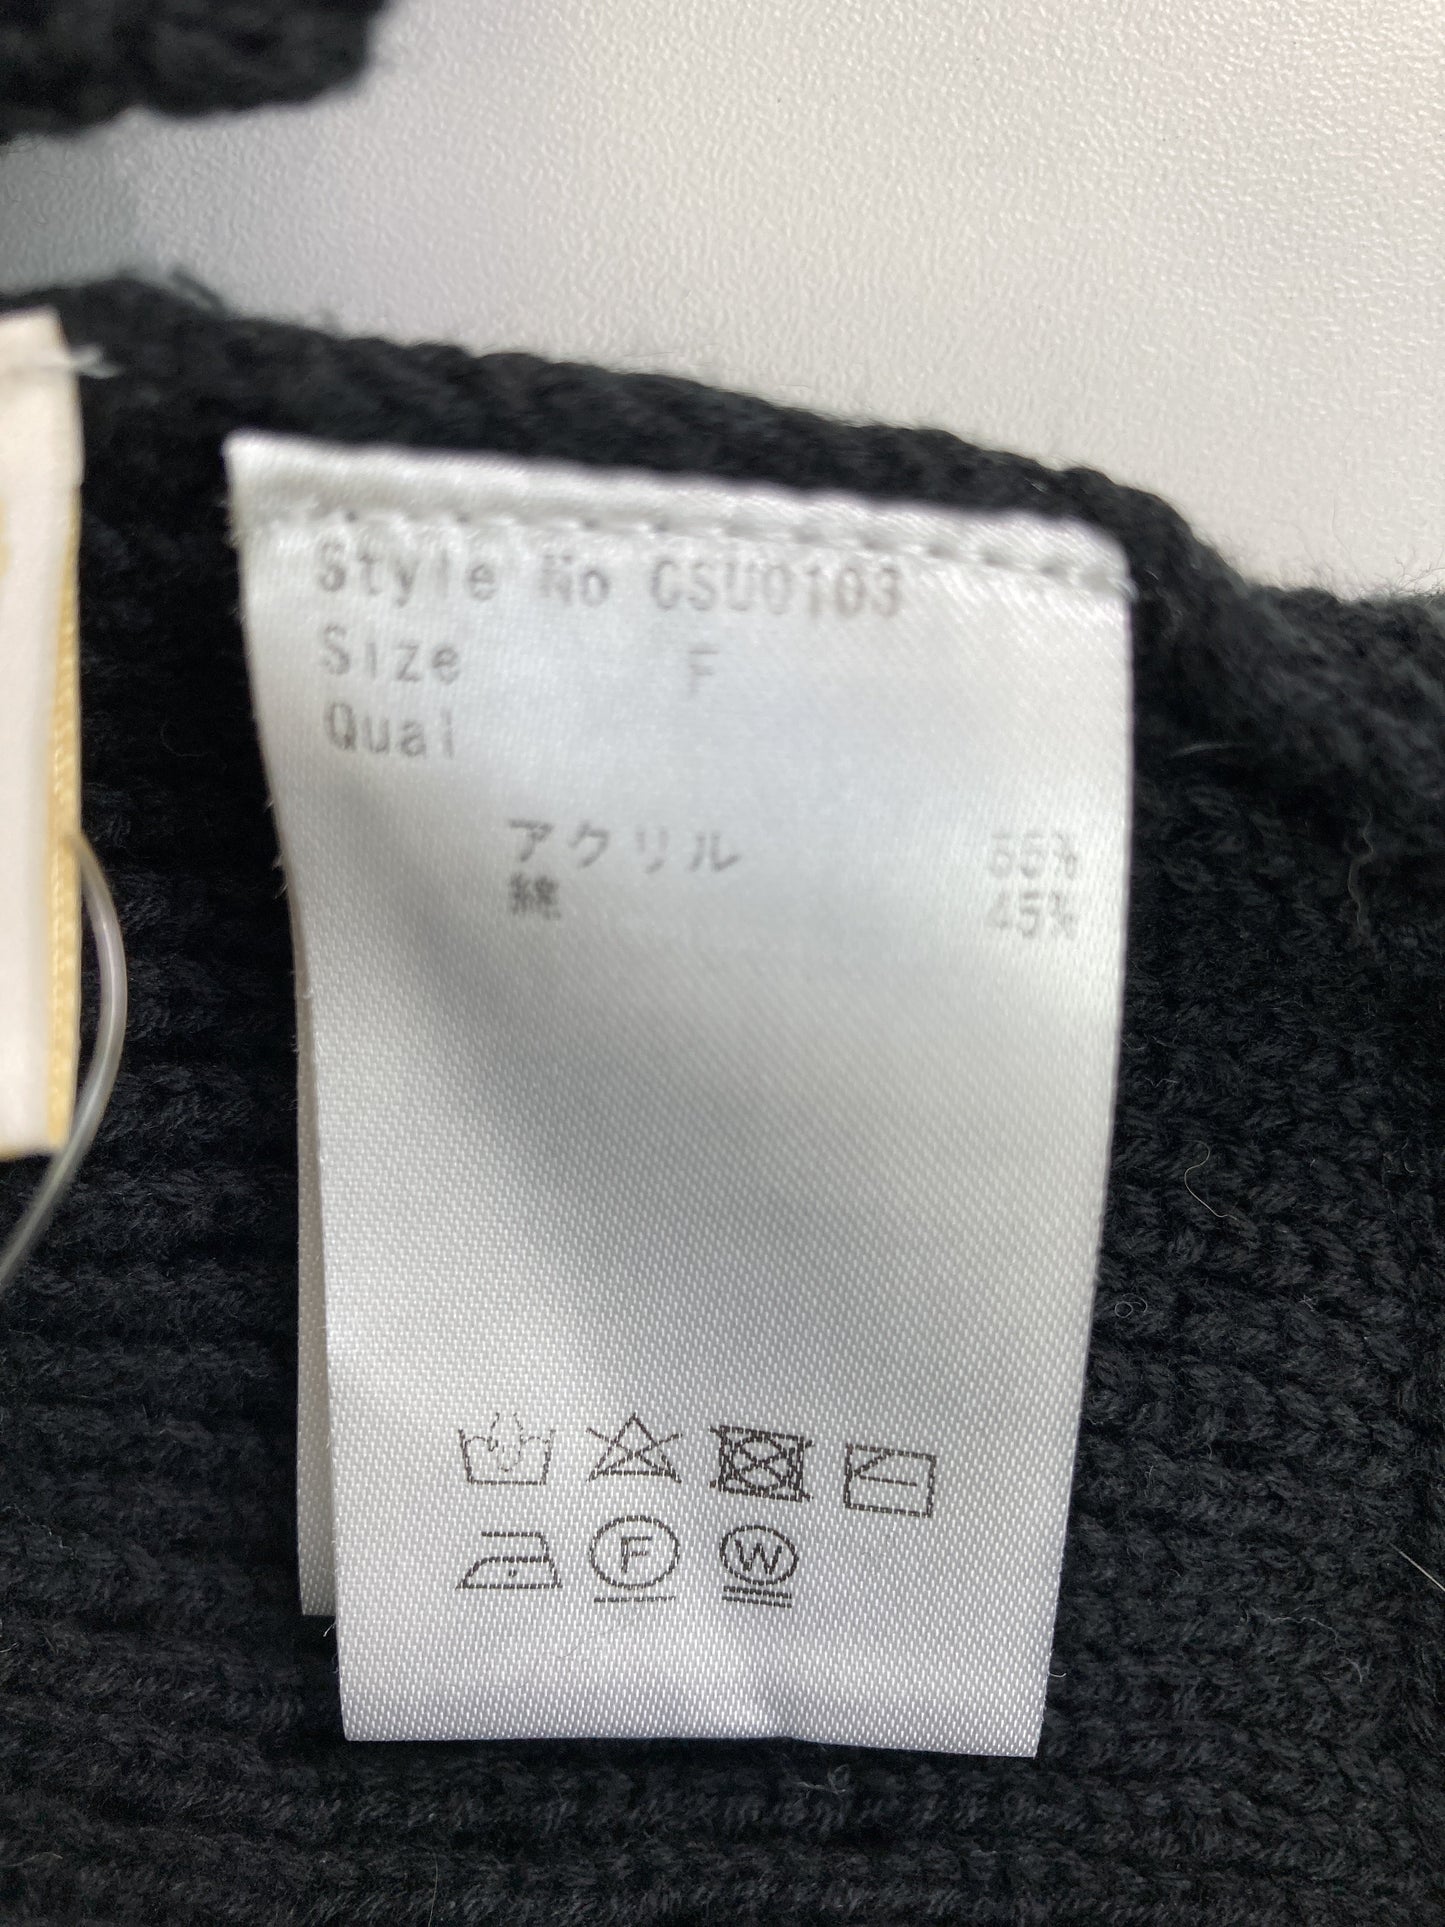 Style No CSU0103
Size F
Qual
アクリル 55%
綿 45%
F W